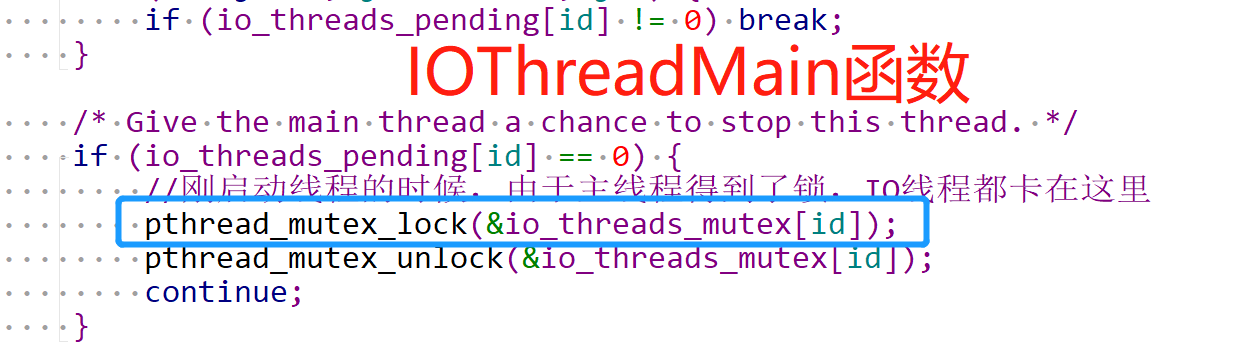 if (io_threads_pending[id] != 0) break;
}
IOThreadMain函数
/* Give the main thread a chance to stop this thread. */
if (io_threads_pending[id] == 0) {
//刚启动线程的时候，由于主线程得到了锁，IO线程都卡在这里
pthread_mutex_lock(&io_threads_mutex[id]);
pthread_mutex_unlock(&io_threads_mutex[id]);
continue;
}